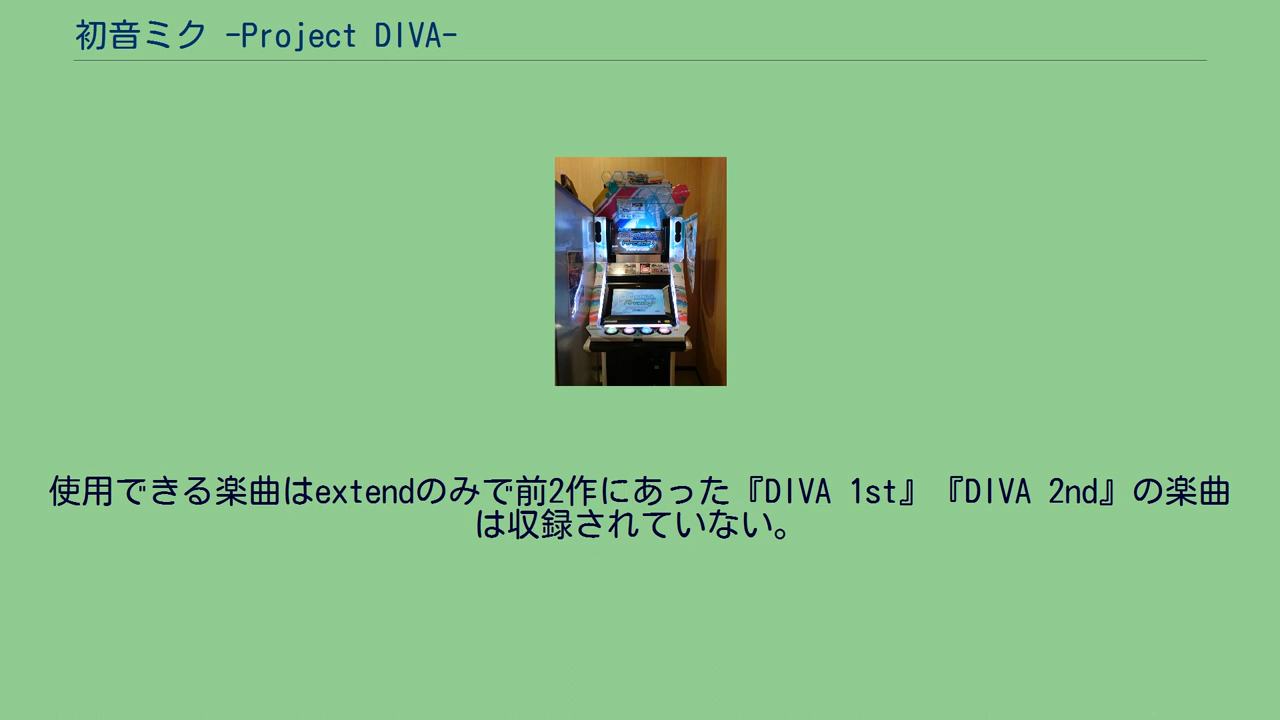 初音ミク -Project DIVA-
使用できる楽曲はextendのみで前2作にあった『DIVA 1st』『DIVA 2nd』の楽曲
は収録されていない。